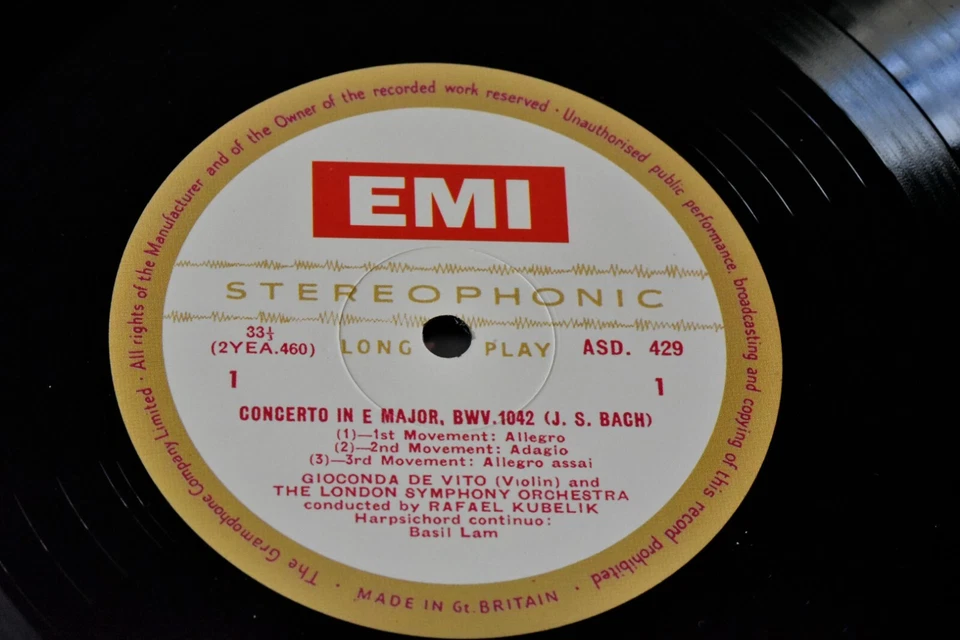 EMI
STEREOPHONIC
33⅓
(2YEA.460)
LONG PLAY
ASD. 429
1
1
CONCERTO IN E MAJOR, BWV.1042 (J. S. BACH)
(1)—1st Movement: Allegro
(2)—2nd Movement: Adagio
(3)—3rd Movement: Allegro assai
GIOCONDA DE VITO (Violin) and
THE LONDON SYMPHONY ORCHESTRA
conducted by RAFAEL KUBELIK
Harpsichord continuo:
Basil Lam
The Gramophone Company Limited · All rights of the Manufacturer and of the Owner of the recorded work reserved · Unauthorised public performance, broadcasting and copying of this record prohibited ·
MADE IN Gt. BRITAIN